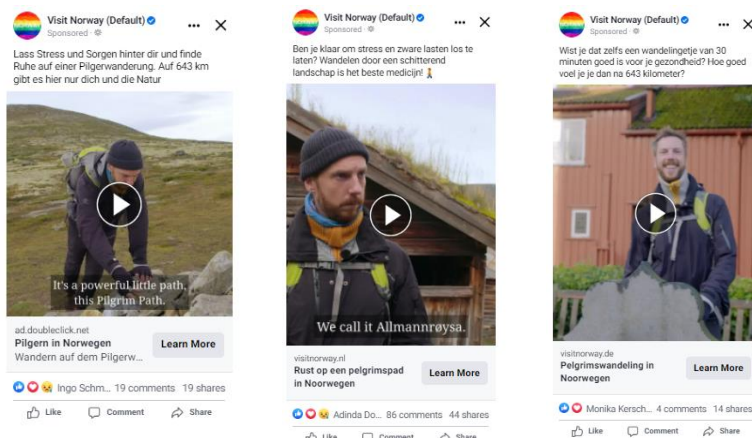 Visit Norway (Default)
Sponsored ·
Lass Stress und Sorgen hinter dir und finde
Ruhe auf einer Pilgerwanderung. Auf 643 km
gibt es hier nur dich und die Natur
It's a powerful little path,
this Pilgrim Path.
ad.doubleclick.net
Pilgern in Norwegen
Wandern auf dem Pilgerw...
Learn More
Ingo Schm... 19 comments 19 shares
Like Comment Share
Visit Norway (Default)
Sponsored ·
Ben je klaar om stress en zware lasten los te
laten? Wandelen door een schitterend
landschap is het beste medicijn!
We call it Allmannrøysa.
visitnorway.nl
Rust op een pelgrimspad
in Noorwegen
Learn More
Adinda Do... 86 comments 44 shares
Like Comment Share
Visit Norway (Default)
Sponsored ·
Wist je dat zelfs een wandelingetje van 30
minuten goed is voor je gezondheid? Hoe goed
voel je je dan na 643 kilometer?
visitnorway.de
Pelgrimswandeling in
Noorwegen
Learn More
Monika Kersch... 4 comments 14 shares
Like Comment Share